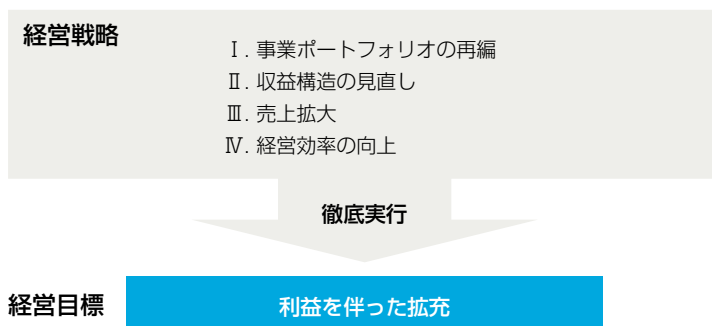 経営戦略
Ⅰ. 事業ポートフォリオの再編
Ⅱ. 収益構造の見直し
Ⅲ. 売上拡大
Ⅳ. 経営効率の向上
徹底実行
経営目標
利益を伴った拡充